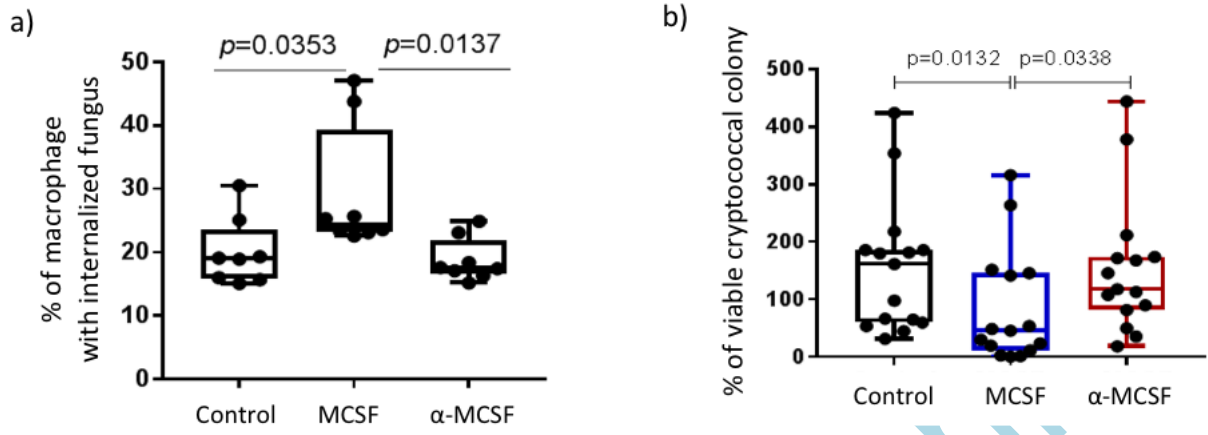 a)
p=0.0353 p=0.0137
50
40
30
20
10
0
% of macrophage
with internalized fungus
Control MCSF α-MCSF
b)
p=0.0132 p=0.0338
500
400
300
200
100
0
% of viable cryptococcal colony
Control MCSF α-MCSF